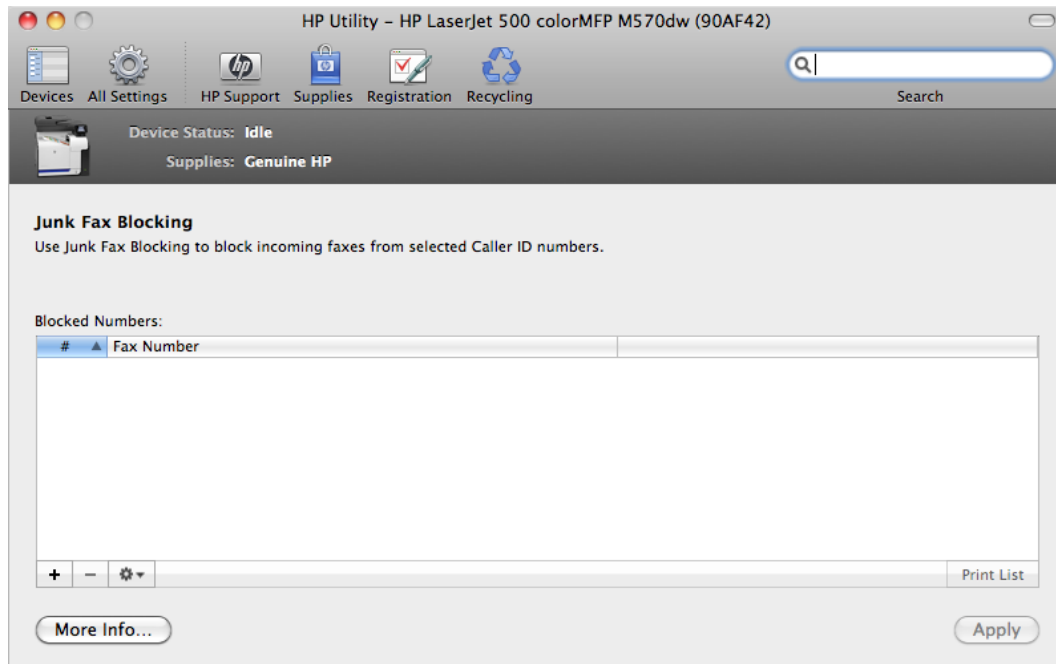 HP Utility – HP LaserJet 500 colorMFP M570dw (90AF42)
Devices All Settings HP Support Supplies Registration Recycling Search
Device Status: Idle
Supplies: Genuine HP
Junk Fax Blocking
Use Junk Fax Blocking to block incoming faxes from selected Caller ID numbers.
Blocked Numbers:
# Fax Number
+ – Print List
More Info... Apply